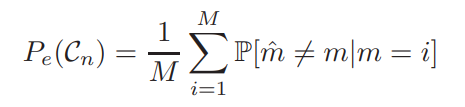 $P_e(\mathcal{C}_n) = \frac{1}{M} \sum_{i=1}^{M} \mathbb{P}[\hat{m} \neq m | m = i]$